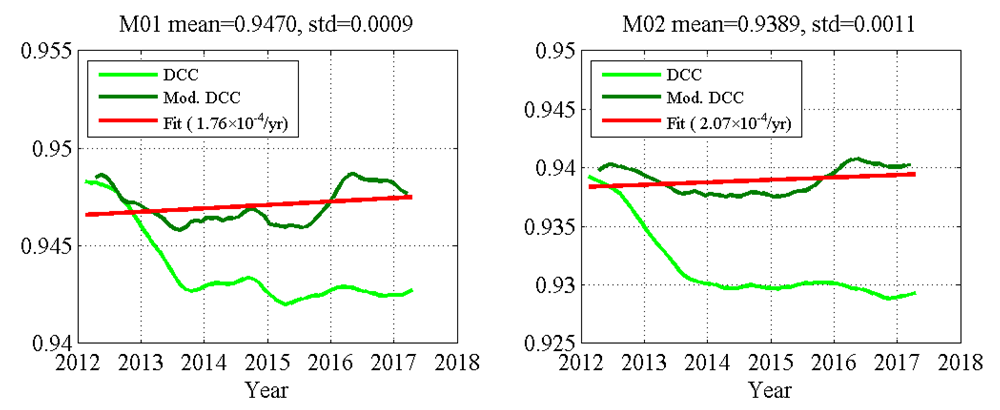 M01 mean=0.9470, std=0.0009
0.955
0.95
0.945
0.94
DCC
Mod. DCC
Fit ( 1.76×10⁻⁴/yr)
2012 2013 2014 2015 2016 2017 2018
Year
M02 mean=0.9389, std=0.0011
0.95
0.945
0.94
0.935
0.93
0.925
DCC
Mod. DCC
Fit ( 2.07×10⁻⁴/yr)
2012 2013 2014 2015 2016 2017 2018
Year